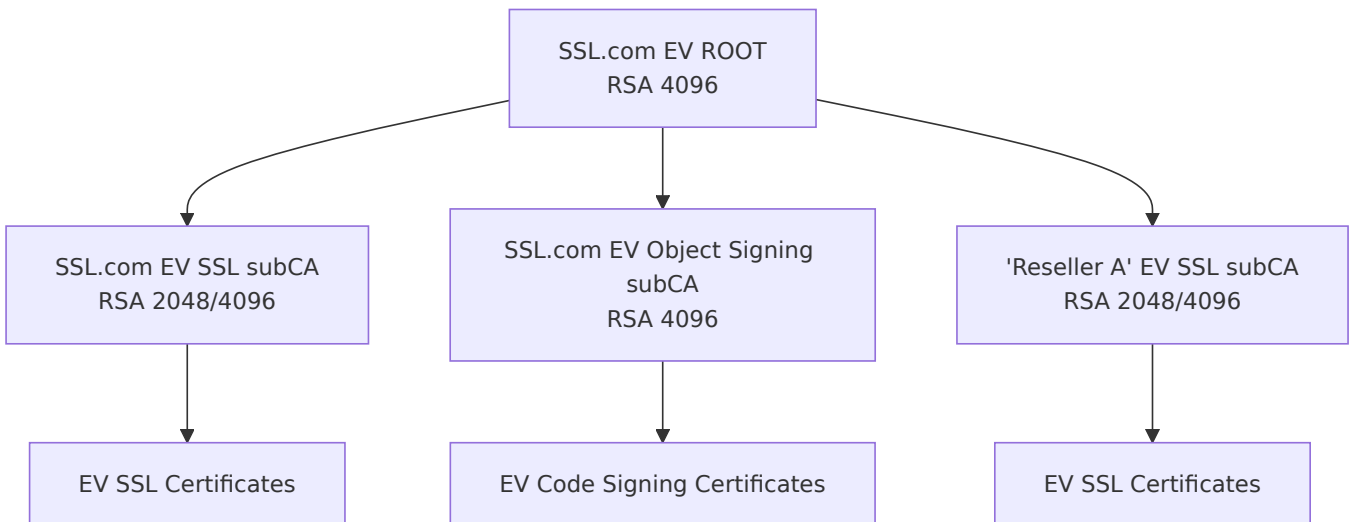 SSL.com EV ROOT
RSA 4096
SSL.com EV SSL subCA
RSA 2048/4096
SSL.com EV Object Signing
subCA
RSA 4096
'Reseller A' EV SSL subCA
RSA 2048/4096
EV SSL Certificates
EV Code Signing Certificates
EV SSL Certificates